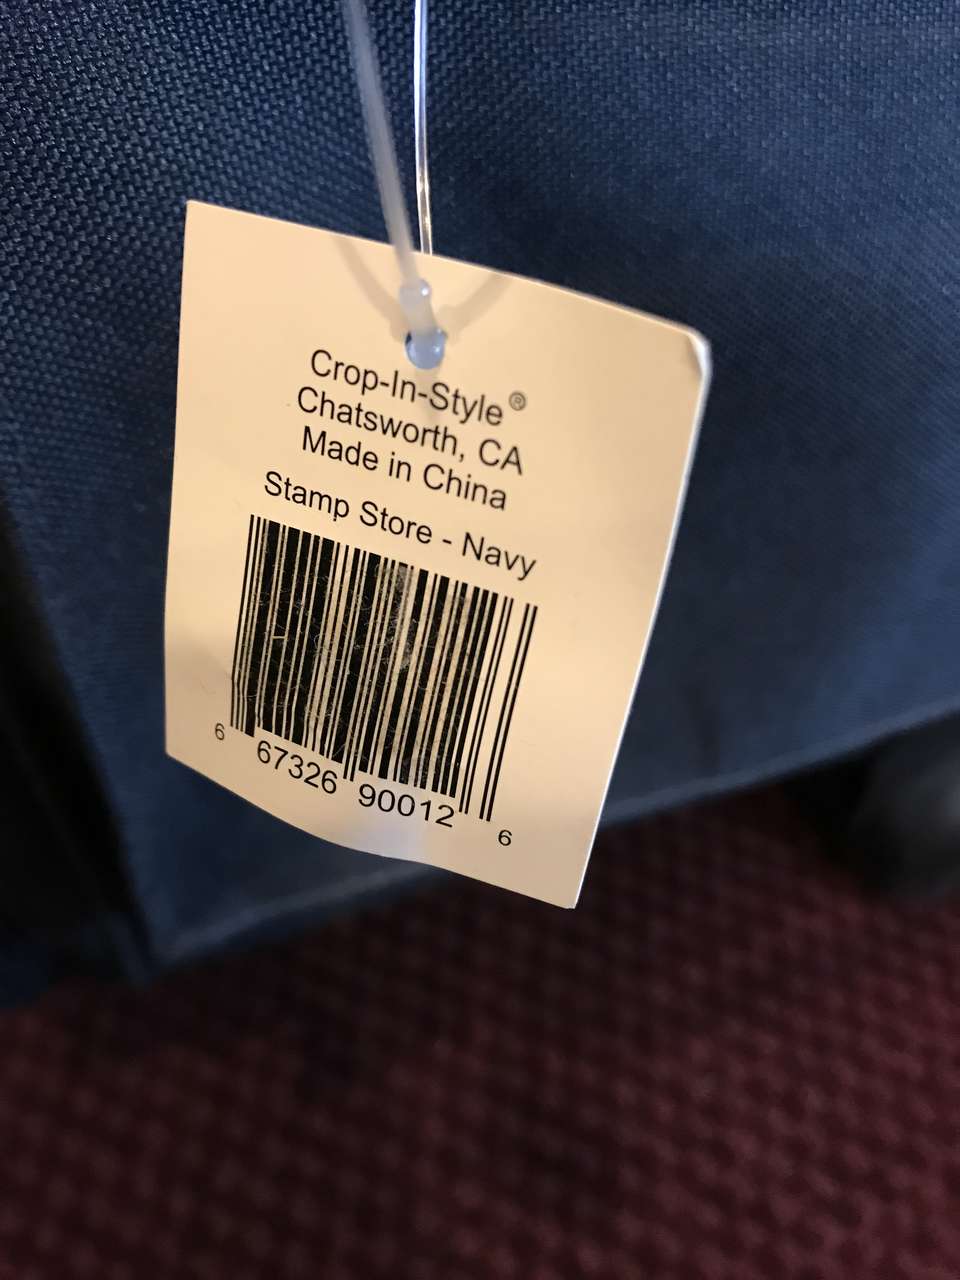 Crop-In-Style®
Chatsworth, CA
Made in China
Stamp Store - Navy
6 67326 90012 6